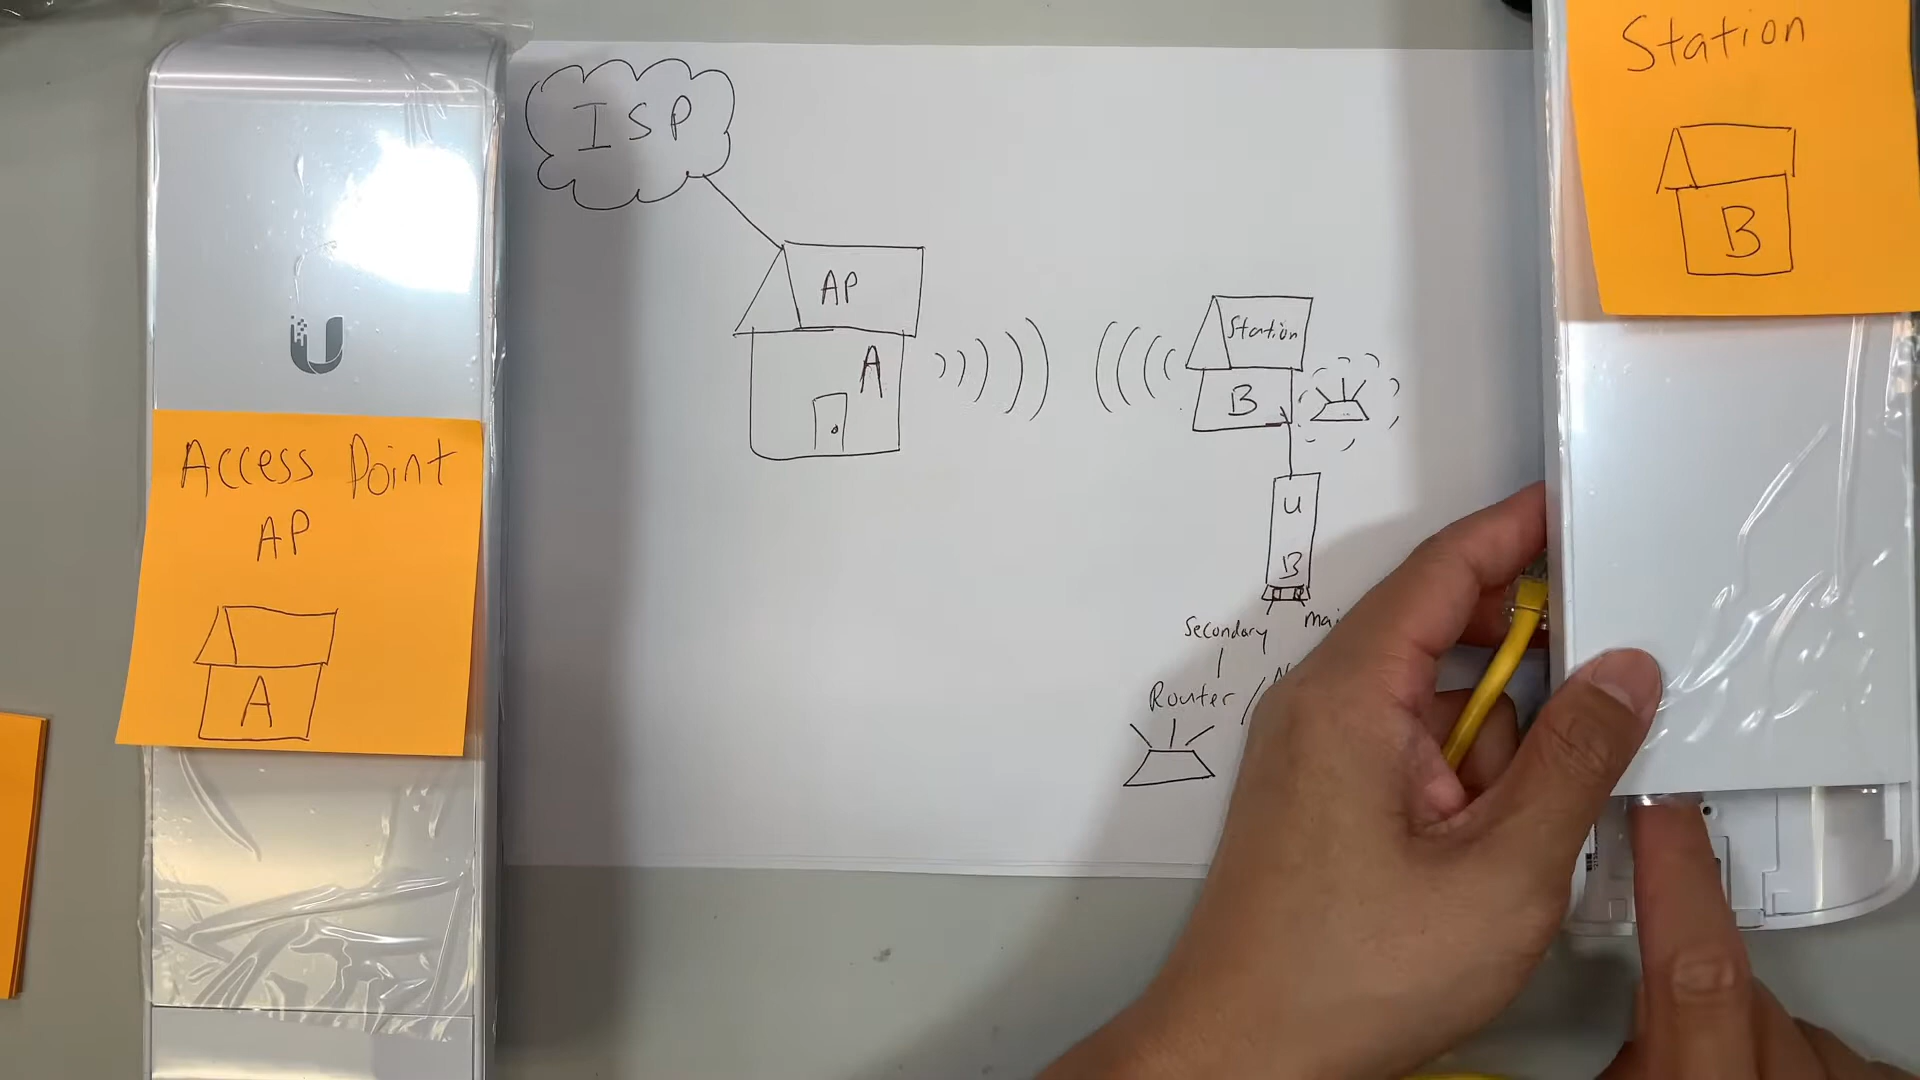 ISP
AP
A
Station
B
U
B
Secondary
Router /
Access Point
AP
A
Station
B